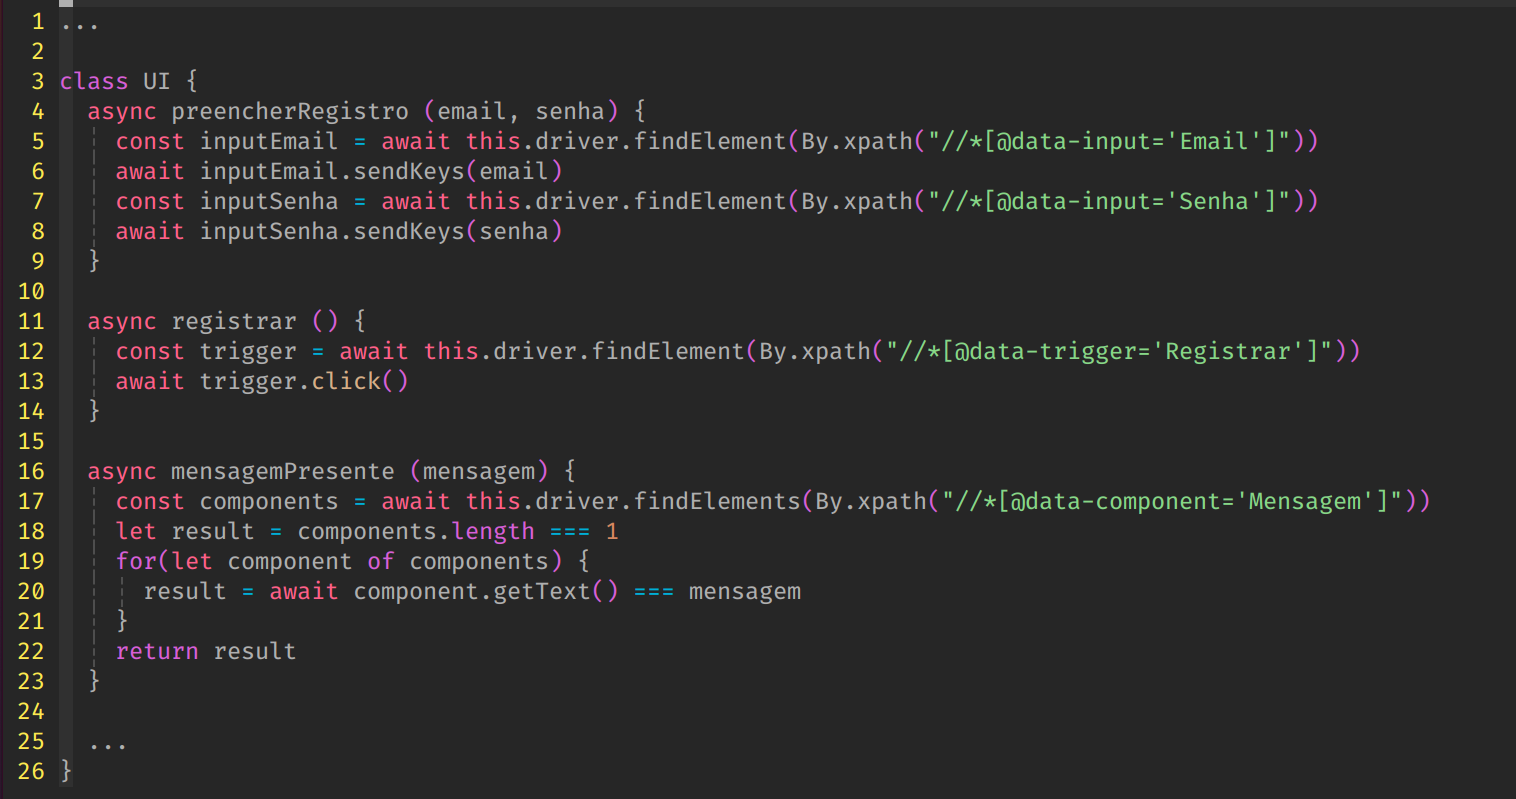 1 ...
2
3 class UI {
4   async preencherRegistro (email, senha) {
5     const inputEmail = await this.driver.findElement(By.xpath("//*[@data-input='Email']"))
6     await inputEmail.sendKeys(email)
7     const inputSenha = await this.driver.findElement(By.xpath("//*[@data-input='Senha']"))
8     await inputSenha.sendKeys(senha)
9   }
10
11   async registrar () {
12     const trigger = await this.driver.findElement(By.xpath("//*[@data-trigger='Registrar']"))
13     await trigger.click()
14   }
15
16   async mensagemPresente (mensagem) {
17     const components = await this.driver.findElements(By.xpath("//*[@data-component='Mensagem']"))
18     let result = components.length === 1
19     for(let component of components) {
20       result = await component.getText() === mensagem
21     }
22     return result
23   }
24
25   ...
26 }